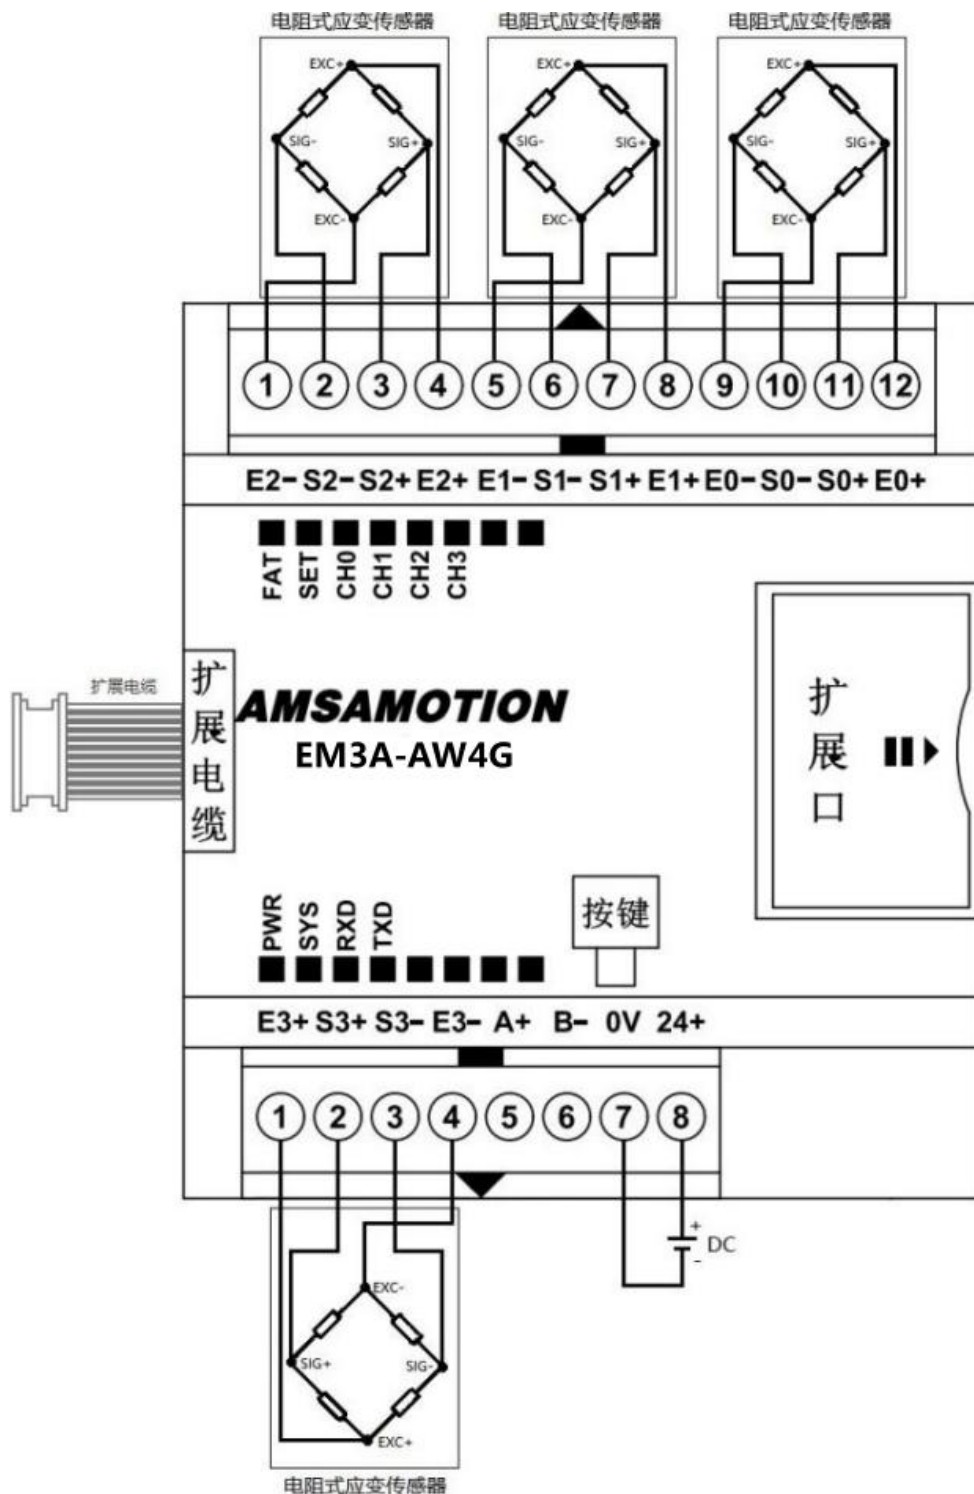 电阻式应变传感器 电阻式应变传感器 电阻式应变传感器
EXC+ EXC+ EXC+
SIG- SIG+ SIG- SIG+ SIG- SIG+
EXC- EXC- EXC-
1 2 3 4 5 6 7 8 9 10 11 12
E2- S2- S2+ E2+ E1- S1- S1+ E1+ E0- S0- S0+ E0+
FAT SET CH0 CH1 CH2 CH3
扩展电缆
扩展电缆
AMSAMOTION
EM3A-AW4G
扩展口
PWR SYS RXD TXD
按键
E3+ S3+ S3- E3- A+ B- 0V 24+
1 2 3 4 5 6 7 8
+
DC
-
EXC-
SIG+ SIG-
EXC+
电阻式应变传感器